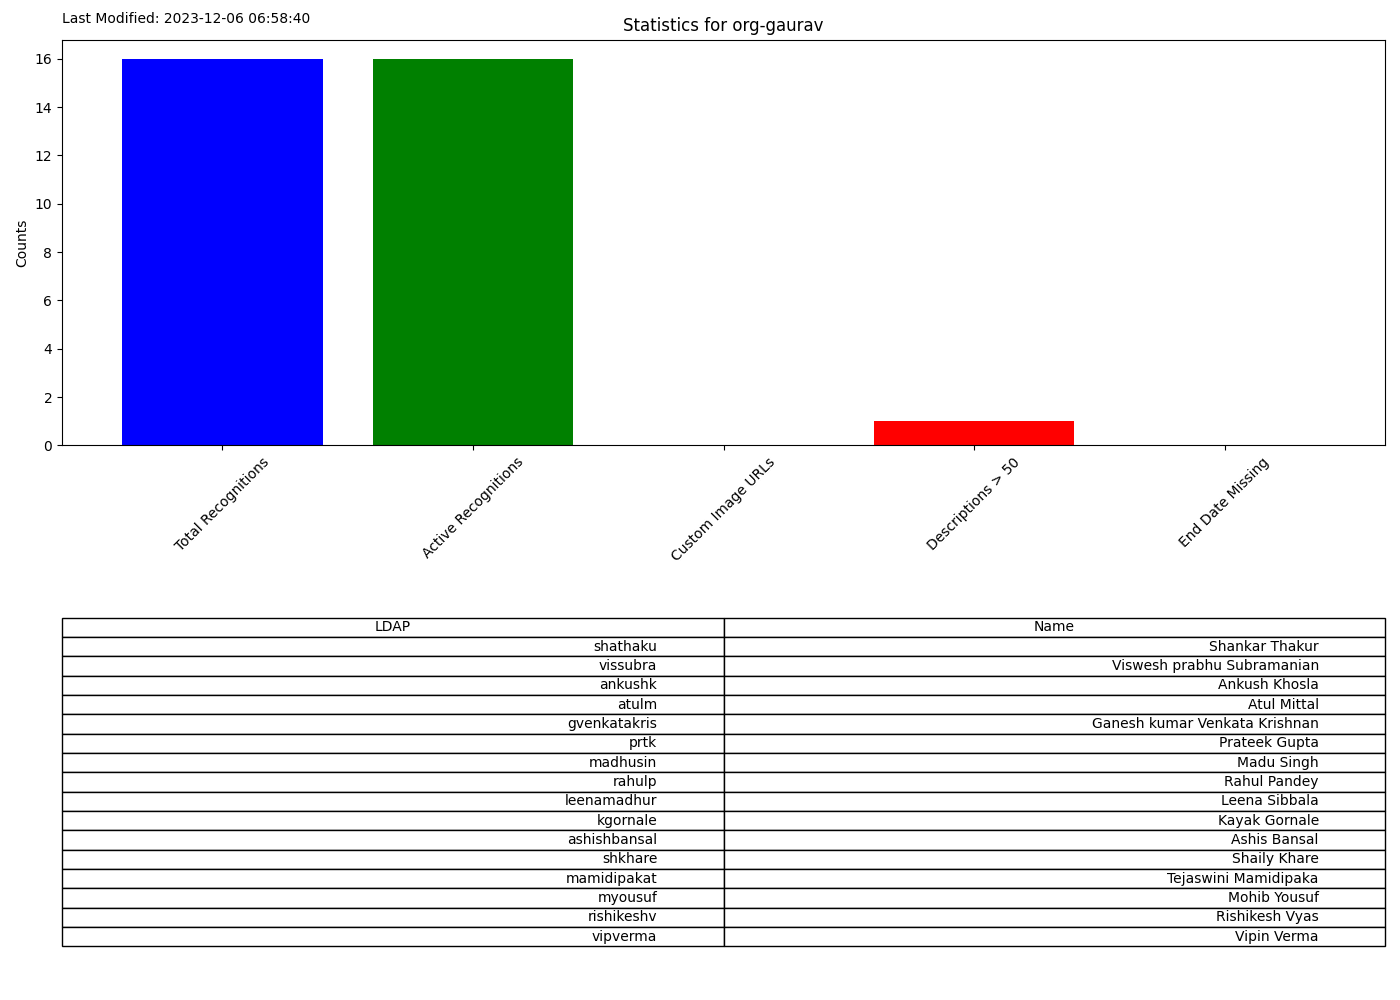 Last Modified: 2023-12-06 06:58:40
Statistics for org-gaurav
Counts
16
14
12
10
8
6
4
2
0
Total Recognitions
Active Recognitions
Custom Image URLs
Descriptions > 50
End Date Missing
LDAP Name
shathaku Shankar Thakur
vissubra Viswesh prabhu Subramanian
ankushk Ankush Khosla
atulm Atul Mittal
gvenkatakris Ganesh kumar Venkata Krishnan
prtk Prateek Gupta
madhusin Madu Singh
rahulp Rahul Pandey
leenamadhur Leena Sibbala
kgornale Kayak Gornale
ashishbansal Ashis Bansal
shkhare Shaily Khare
mamidipakat Tejaswini Mamidipaka
myousuf Mohib Yousuf
rishikeshv Rishikesh Vyas
vipverma Vipin Verma